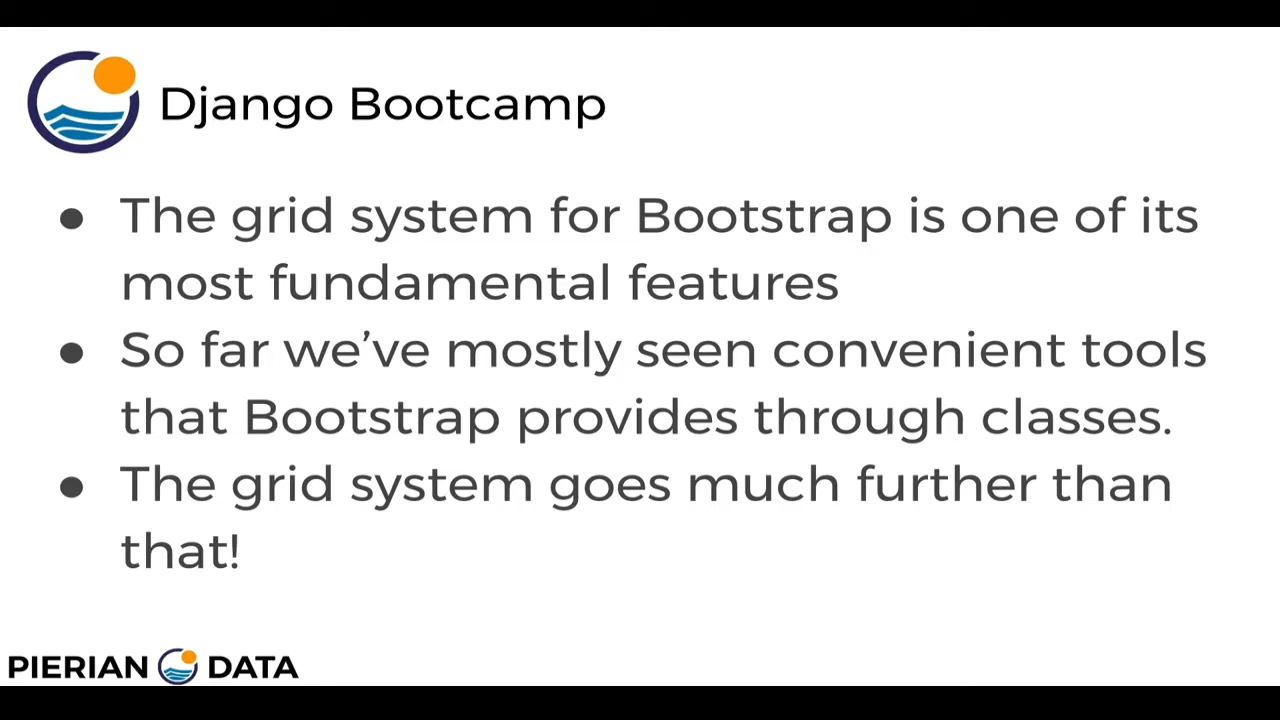 Django Bootcamp
● The grid system for Bootstrap is one of its
most fundamental features
● So far we’ve mostly seen convenient tools
that Bootstrap provides through classes.
● The grid system goes much further than
that!
PIERIAN DATA